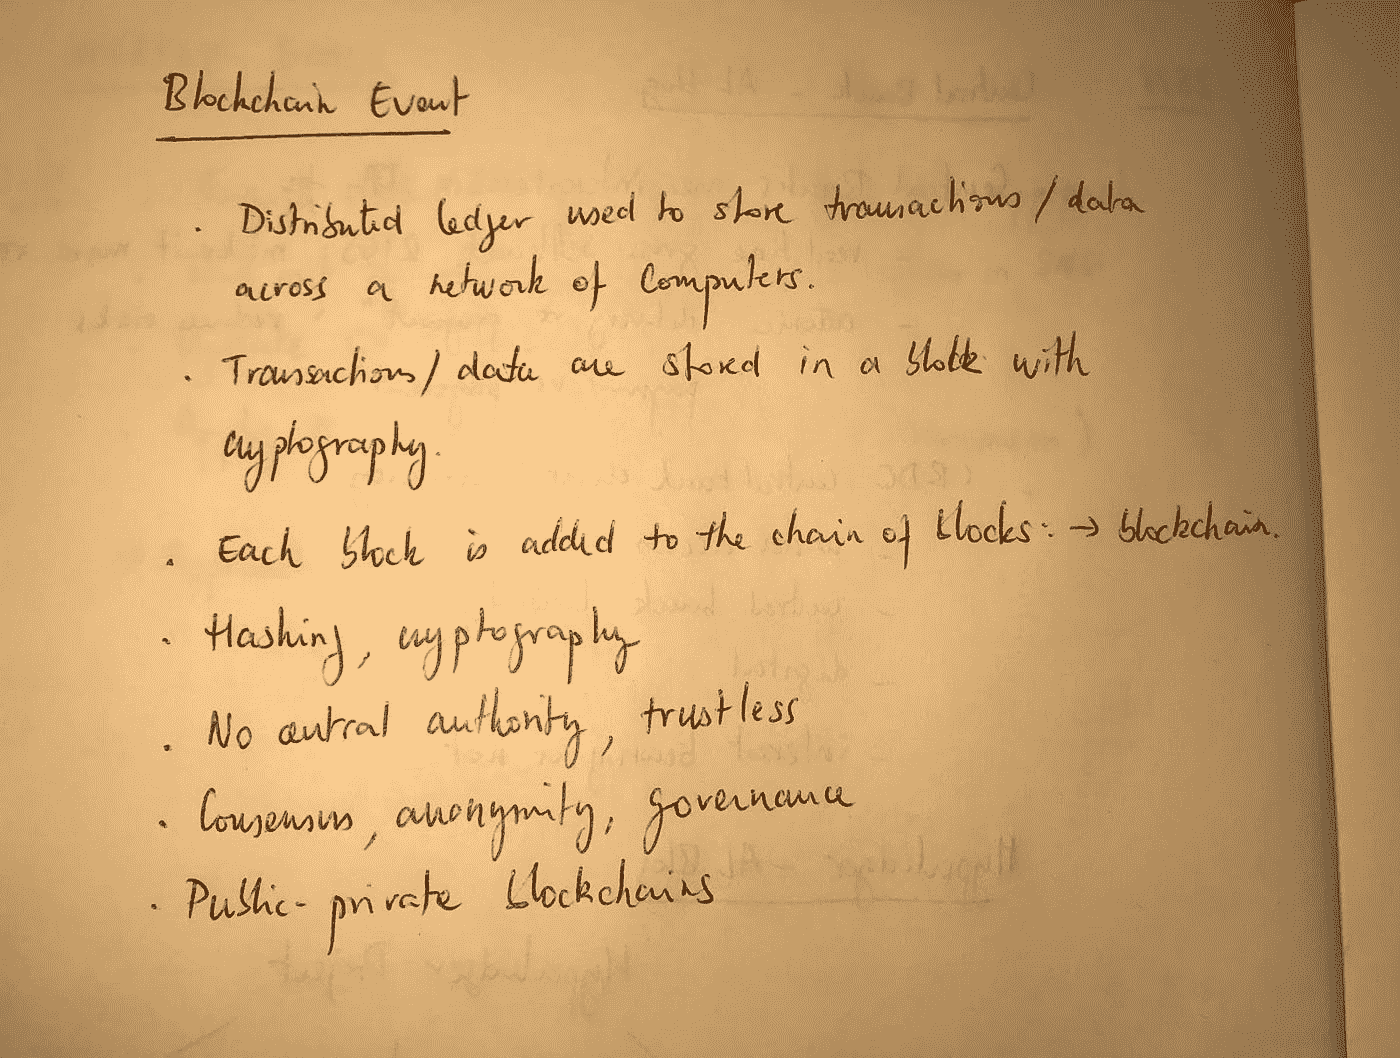 Blockchain Event
. Distributed ledger used to store transactions / data
across a network of Computers.
. Transactions / data are stored in a block with
cryptography.
. Each block is added to the chain of blocks: → blockchain.
. Hashing, cryptography
. No central authority, trustless
. Consensus, anonymity, governance
. Public-private blockchains